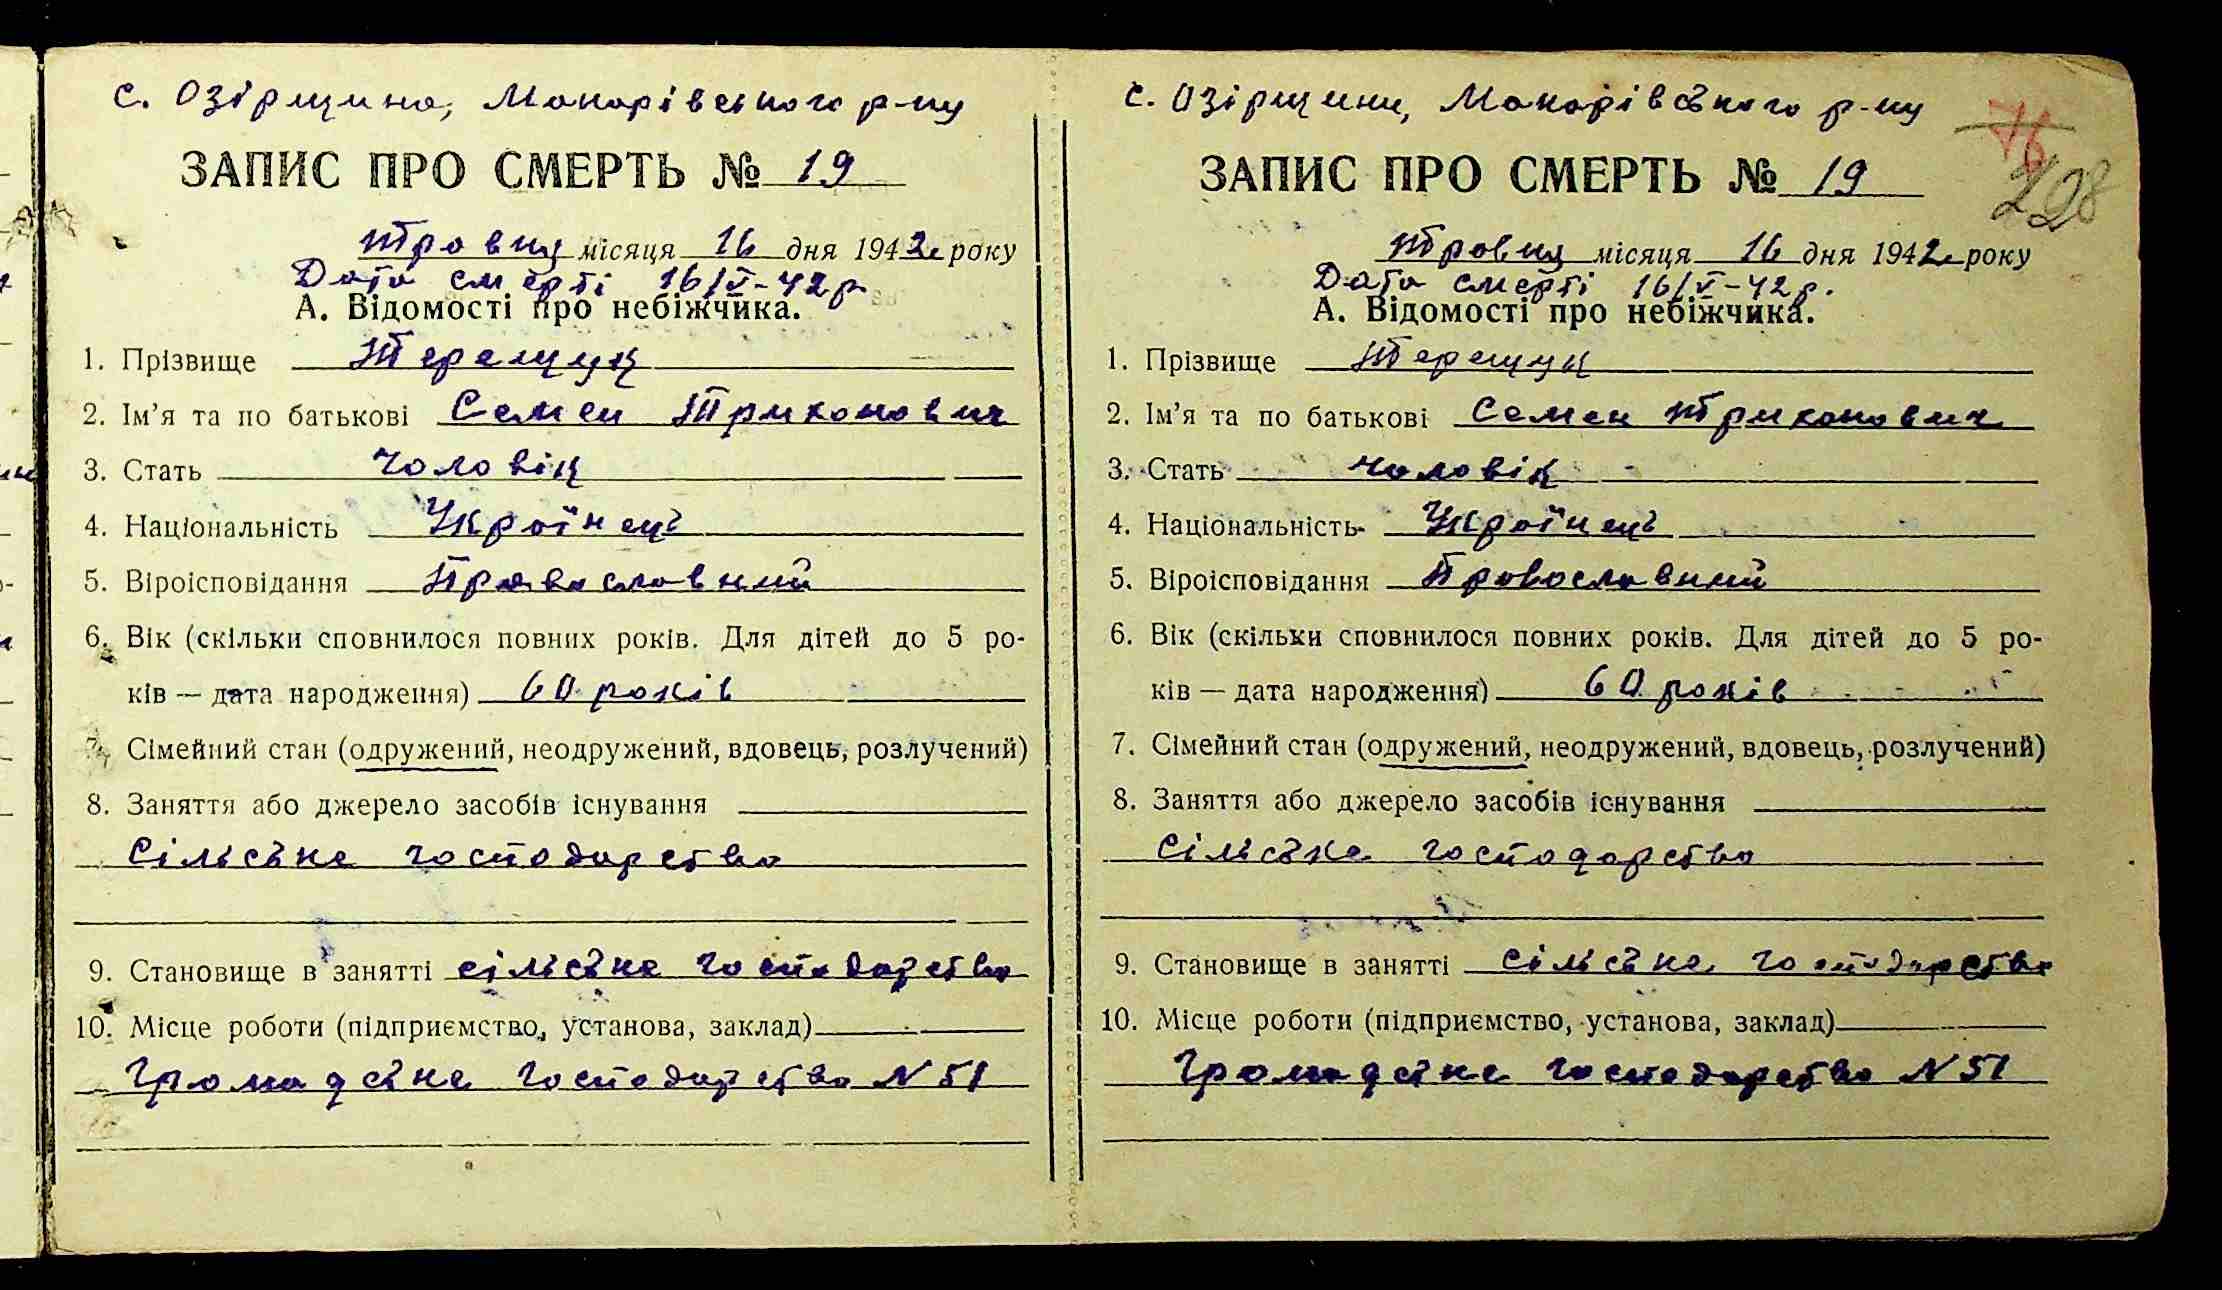 с. Озірщина, Макарівського р-ну
ЗАПИС ПРО СМЕРТЬ № 19
травня місяця 16 дня 1942 року
Дата смерті 16/V-42 р
А. Відомості про небіжчика.
1. Прізвище Терещук
2. Ім'я та по батькові Семен Трихонович
3. Стать чоловік
4. Національність Українець
5. Віроісповідання Православний
6. Вік (скільки сповнилося повних років. Для дітей до 5 ро-
ків — дата народження) 60 років
7. Сімейний стан (одружений, неодружений, вдовець, розлучений)
8. Заняття або джерело засобів існування
Сільське господарство
9. Становище в занятті сільське господарство
10. Місце роботи (підприємство, установа, заклад)
Громадське господарство N 51
с. Озірщини, Макарівського р-ну
76
228
ЗАПИС ПРО СМЕРТЬ № 19
травня місяця 16 дня 1942 року
Дата смерті 16/V-42 р.
А. Відомості про небіжчика.
1. Прізвище Терещук
2. Ім'я та по батькові Семен Трихонович
3. Стать чоловік
4. Національність Українець
5. Віроісповідання Православний
6. Вік (скільки сповнилося повних років. Для дітей до 5 ро-
ків — дата народження) 60 років
7. Сімейний стан (одружений, неодружений, вдовець, розлучений)
8. Заняття або джерело засобів існування
Сільське господарство
9. Становище в занятті сільське господарство
10. Місце роботи (підприємство, установа, заклад)
Громадське господарство N 51